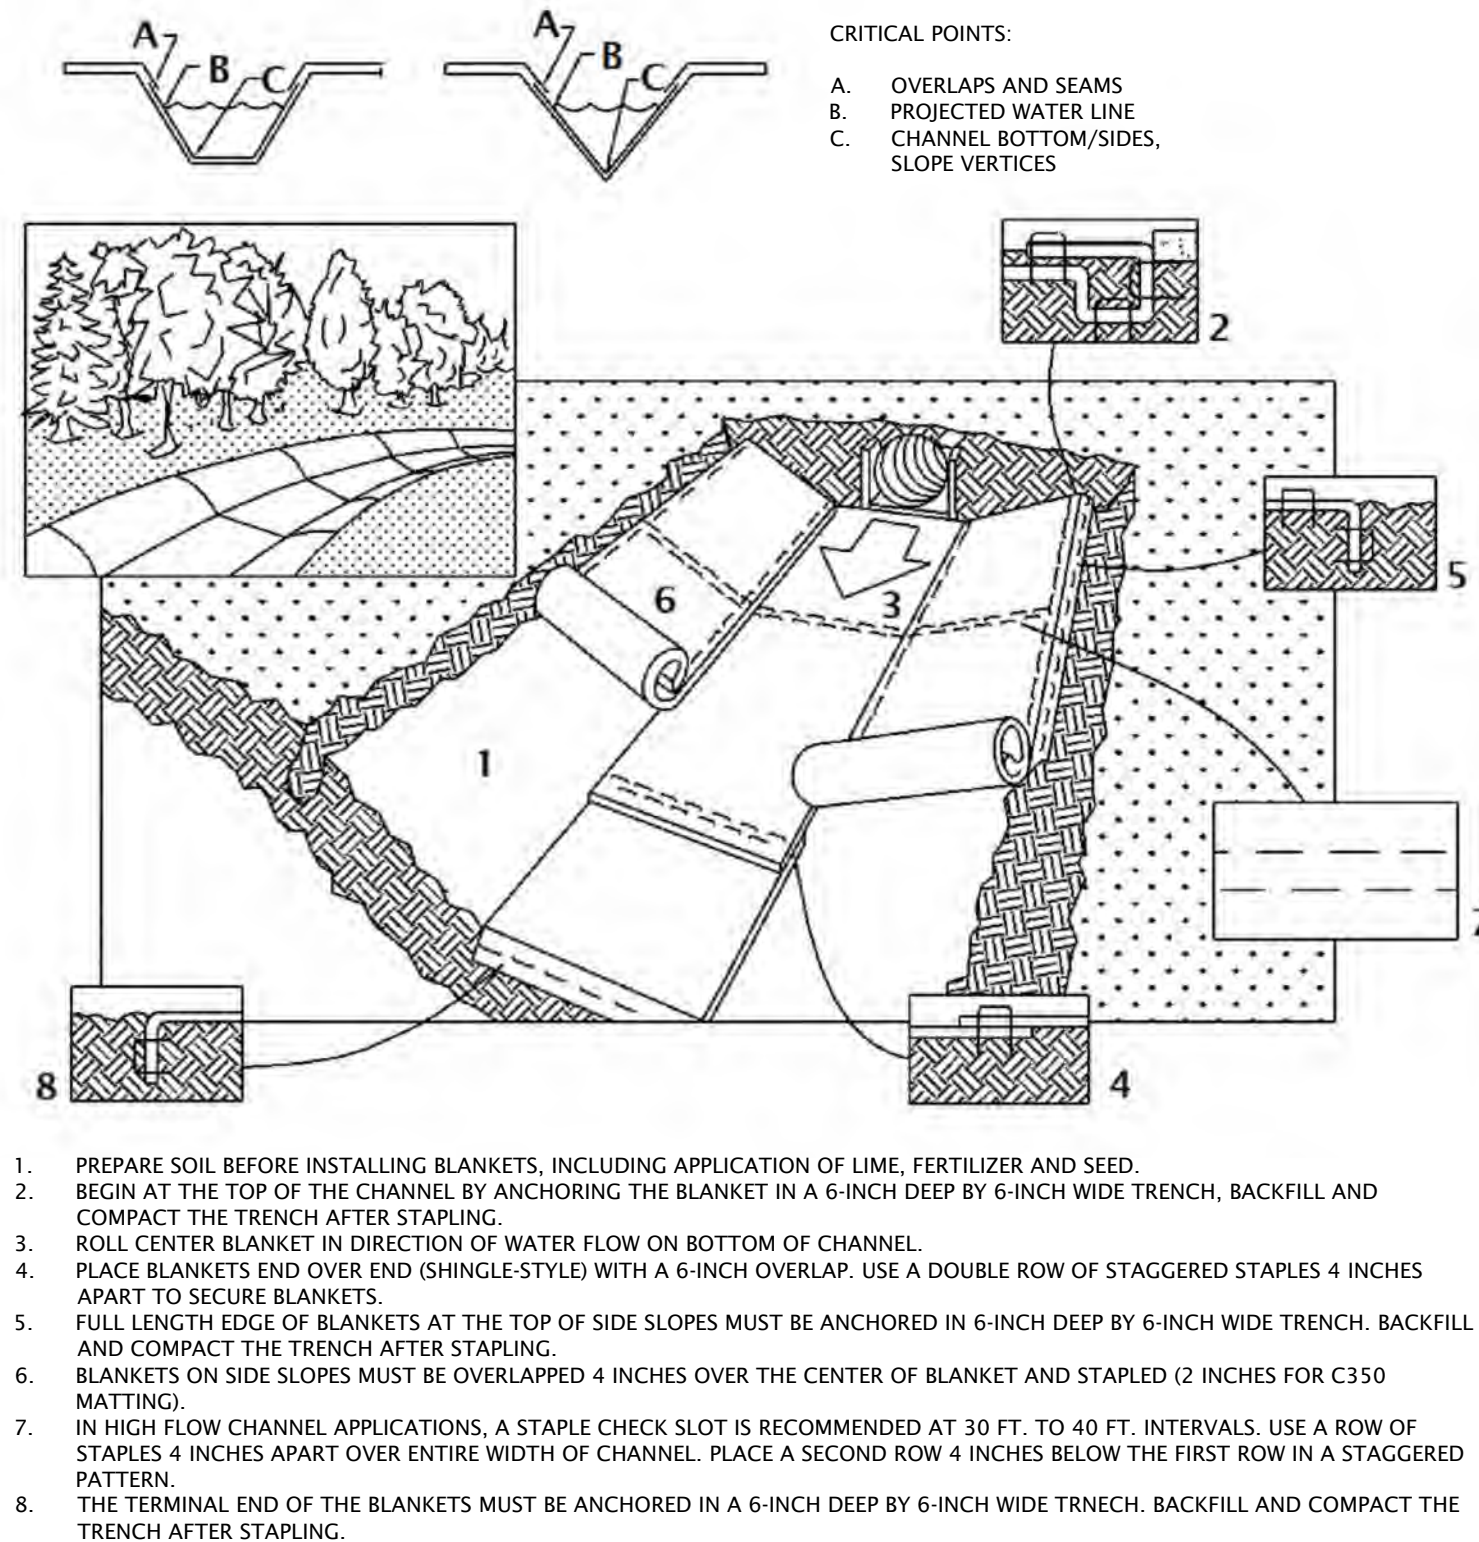 A
B
C
A
B
C
CRITICAL POINTS:
A. OVERLAPS AND SEAMS
B. PROJECTED WATER LINE
C. CHANNEL BOTTOM/SIDES,
SLOPE VERTICES
2
5
6
3
1
7
8
4
1. PREPARE SOIL BEFORE INSTALLING BLANKETS, INCLUDING APPLICATION OF LIME, FERTILIZER AND SEED.
2. BEGIN AT THE TOP OF THE CHANNEL BY ANCHORING THE BLANKET IN A 6-INCH DEEP BY 6-INCH WIDE TRENCH, BACKFILL AND
COMPACT THE TRENCH AFTER STAPLING.
3. ROLL CENTER BLANKET IN DIRECTION OF WATER FLOW ON BOTTOM OF CHANNEL.
4. PLACE BLANKETS END OVER END (SHINGLE-STYLE) WITH A 6-INCH OVERLAP. USE A DOUBLE ROW OF STAGGERED STAPLES 4 INCHES
APART TO SECURE BLANKETS.
5. FULL LENGTH EDGE OF BLANKETS AT THE TOP OF SIDE SLOPES MUST BE ANCHORED IN 6-INCH DEEP BY 6-INCH WIDE TRENCH. BACKFILL
AND COMPACT THE TRENCH AFTER STAPLING.
6. BLANKETS ON SIDE SLOPES MUST BE OVERLAPPED 4 INCHES OVER THE CENTER OF BLANKET AND STAPLED (2 INCHES FOR C350
MATTING).
7. IN HIGH FLOW CHANNEL APPLICATIONS, A STAPLE CHECK SLOT IS RECOMMENDED AT 30 FT. TO 40 FT. INTERVALS. USE A ROW OF
STAPLES 4 INCHES APART OVER ENTIRE WIDTH OF CHANNEL. PLACE A SECOND ROW 4 INCHES BELOW THE FIRST ROW IN A STAGGERED
PATTERN.
8. THE TERMINAL END OF THE BLANKETS MUST BE ANCHORED IN A 6-INCH DEEP BY 6-INCH WIDE TRNECH. BACKFILL AND COMPACT THE
TRENCH AFTER STAPLING.